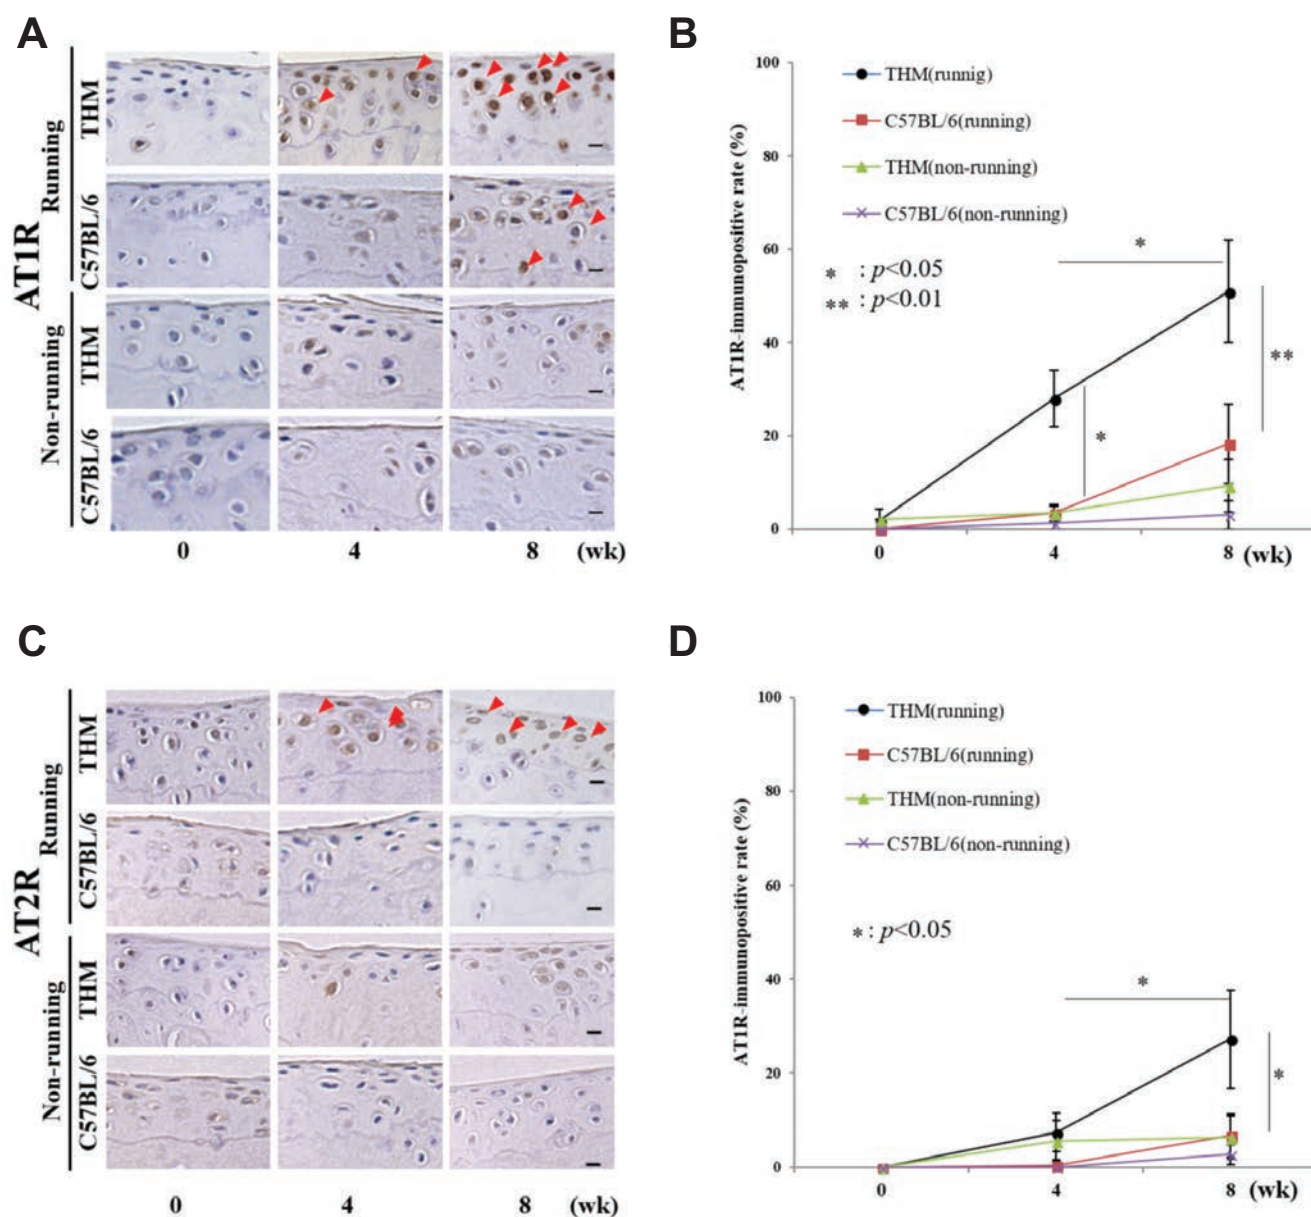 A
AT1R
Running
THM
C57BL/6
Non-running
THM
C57BL/6
0 4 8 (wk)
B
AT1R-immunopositive rate (%)
100
80
60
40
20
0
THM(runnig)
C57BL/6(running)
THM(non-running)
C57BL/6(non-running)
* : p<0.05
** : p<0.01
*
*
**
0 4 8 (wk)
C
AT2R
Running
THM
C57BL/6
Non-running
THM
C57BL/6
0 4 8 (wk)
D
AT1R-immunopositive rate (%)
100
80
60
40
20
0
THM(running)
C57BL/6(running)
THM(non-running)
C57BL/6(non-running)
* : p<0.05
*
*
0 4 8 (wk)